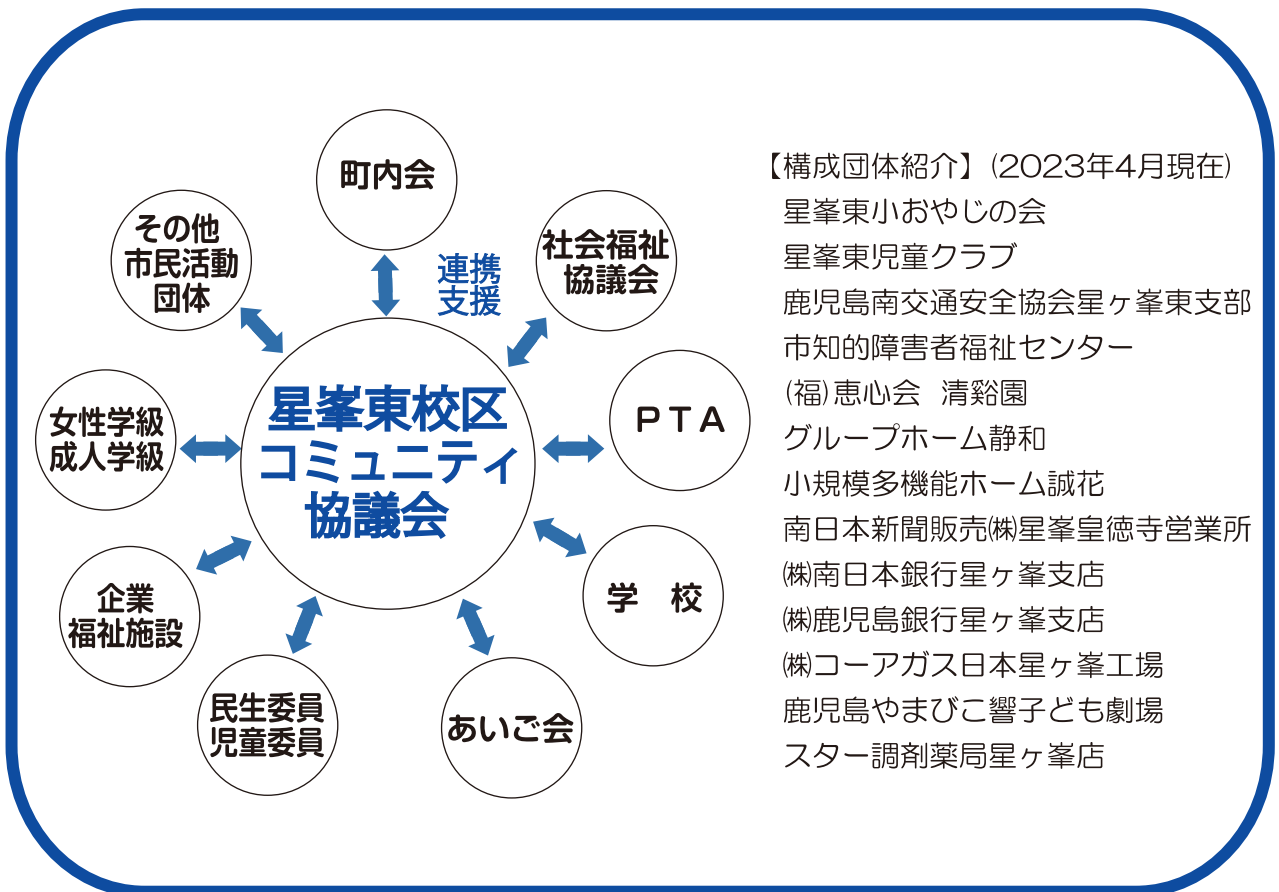 町内会
連携
支援
社会福祉
協議会
ＰＴＡ
学　校
あいご会
民生委員
児童委員
企業
福祉施設
女性学級
成人学級
その他
市民活動
団体
星峯東校区
コミュニティ
協議会
【構成団体紹介】(2023年4月現在)
星峯東小おやじの会
星峯東児童クラブ
鹿児島南交通安全協会星ヶ峯東支部
市知的障害者福祉センター
(福)恵心会　清谿園
グループホーム静和
小規模多機能ホーム誠花
南日本新聞販売㈱星峯皇徳寺営業所
㈱南日本銀行星ヶ峯支店
㈱鹿児島銀行星ヶ峯支店
㈱コーアガス日本星ヶ峯工場
鹿児島やまびこ響子ども劇場
スター調剤薬局星ヶ峯店